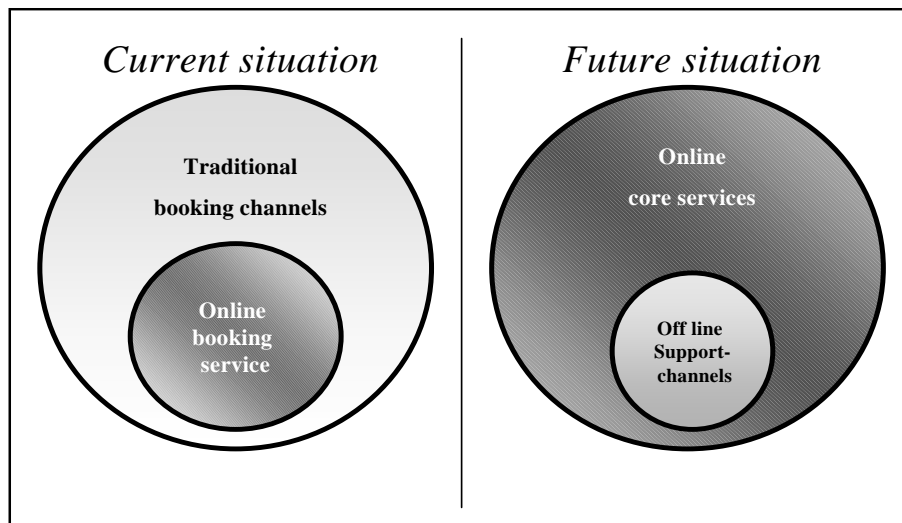 Current situation
Traditional
booking channels
Online
booking
service
Future situation
Online
core services
Off line
Support-
channels